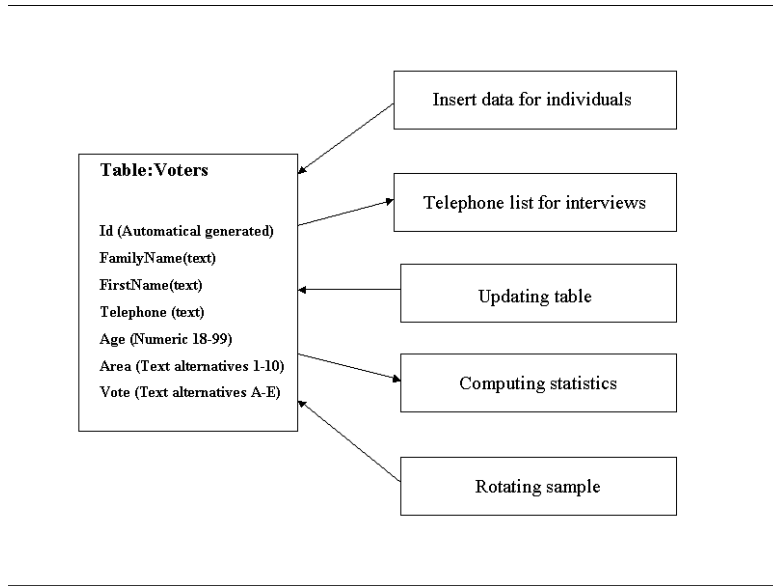 Table:Voters
Id (Automatical generated)
FamilyName(text)
FirstName(text)
Telephone (text)
Age (Numeric 18-99)
Area (Text alternatives 1-10)
Vote (Text alternatives A-E)
Insert data for individuals
Telephone list for interviews
Updating table
Computing statistics
Rotating sample